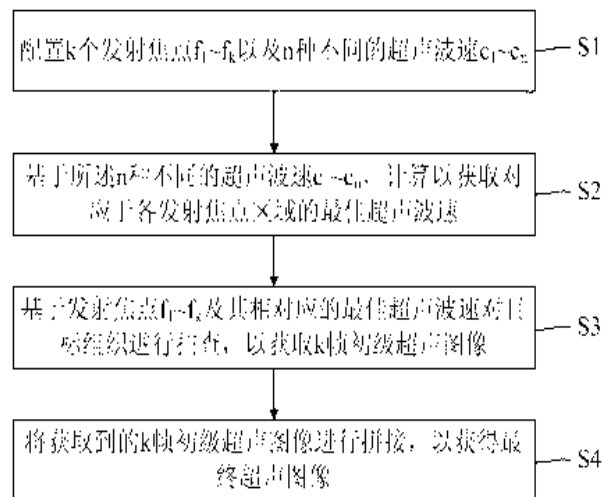 配置k个发射焦点f₁~fₖ以及n种不同的超声波速c₁~cₙ
S1
基于所述n种不同的超声波速c₁~cₙ，计算以获取对
应于各发射焦点区域的最佳超声波速
S2
基于发射焦点f₁~fₖ及其相对应的最佳超声波速对目
标组织进行扫查，以获取k帧初级超声图像
S3
将获取到的k帧初级超声图像进行拼接，以获得最
终超声图像
S4